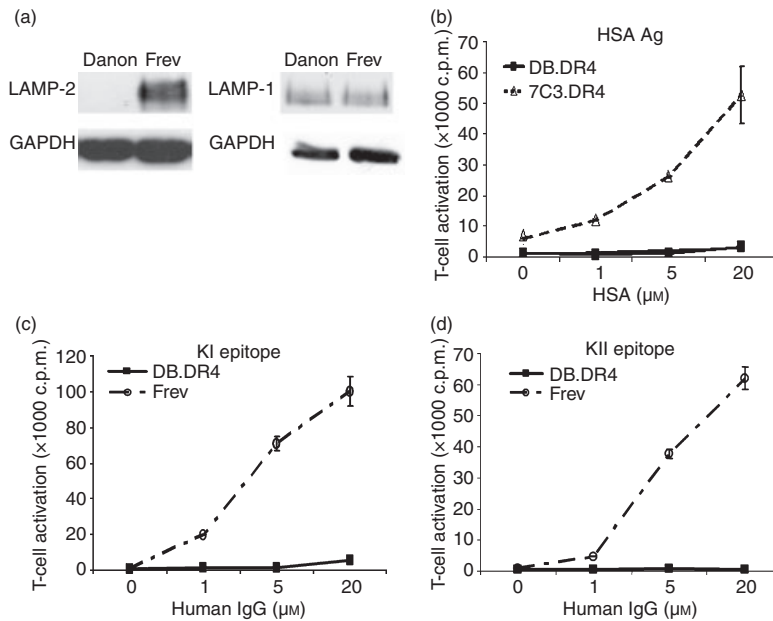 (a)
Danon Frev
LAMP-2
GAPDH
Danon Frev
LAMP-1
GAPDH
(b)
HSA Ag
DB.DR4
7C3.DR4
T-cell activation (×1000 c.p.m.)
70
60
50
40
30
20
10
0
0 1 5 20
HSA (μM)
(c)
KI epitope
DB.DR4
Frev
T-cell activation (×1000 c.p.m.)
120
100
80
60
40
20
0
0 1 5 20
Human IgG (μM)
(d)
KII epitope
DB.DR4
Frev
T-cell activation (×1000 c.p.m.)
70
60
50
40
30
20
10
0
0 1 5 20
Human IgG (μM)